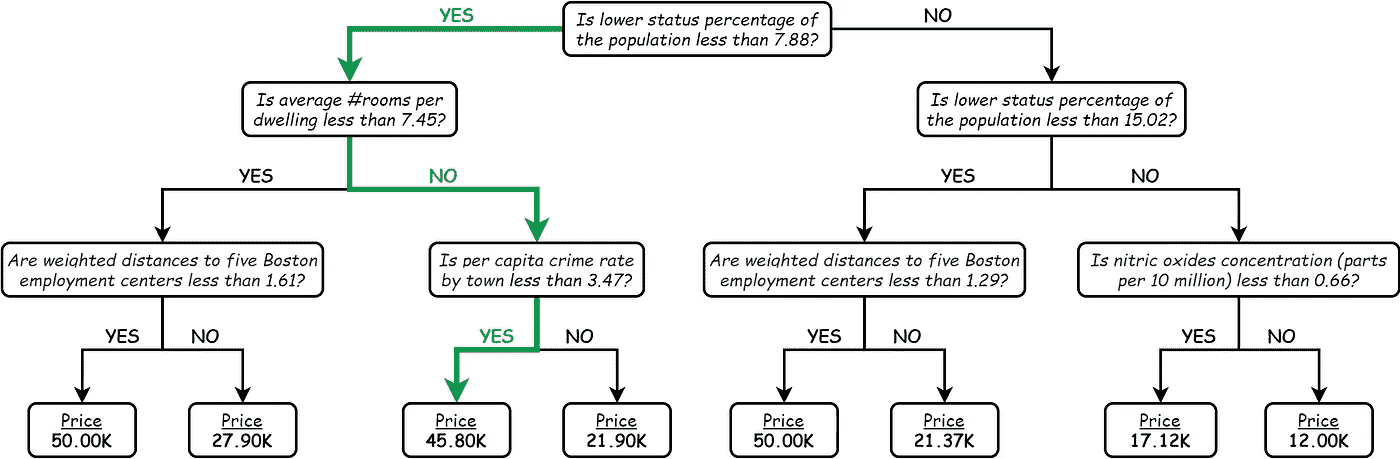 YES
Is lower status percentage of
the population less than 7.88?
NO
Is average #rooms per
dwelling less than 7.45?
Is lower status percentage of
the population less than 15.02?
YES
NO
YES
NO
Are weighted distances to five Boston
employment centers less than 1.61?
Is per capita crime rate
by town less than 3.47?
Are weighted distances to five Boston
employment centers less than 1.29?
Is nitric oxides concentration (parts
per 10 million) less than 0.66?
YES
NO
YES
NO
YES
NO
YES
NO
Price
50.00K
Price
27.90K
Price
45.80K
Price
21.90K
Price
50.00K
Price
21.37K
Price
17.12K
Price
12.00K